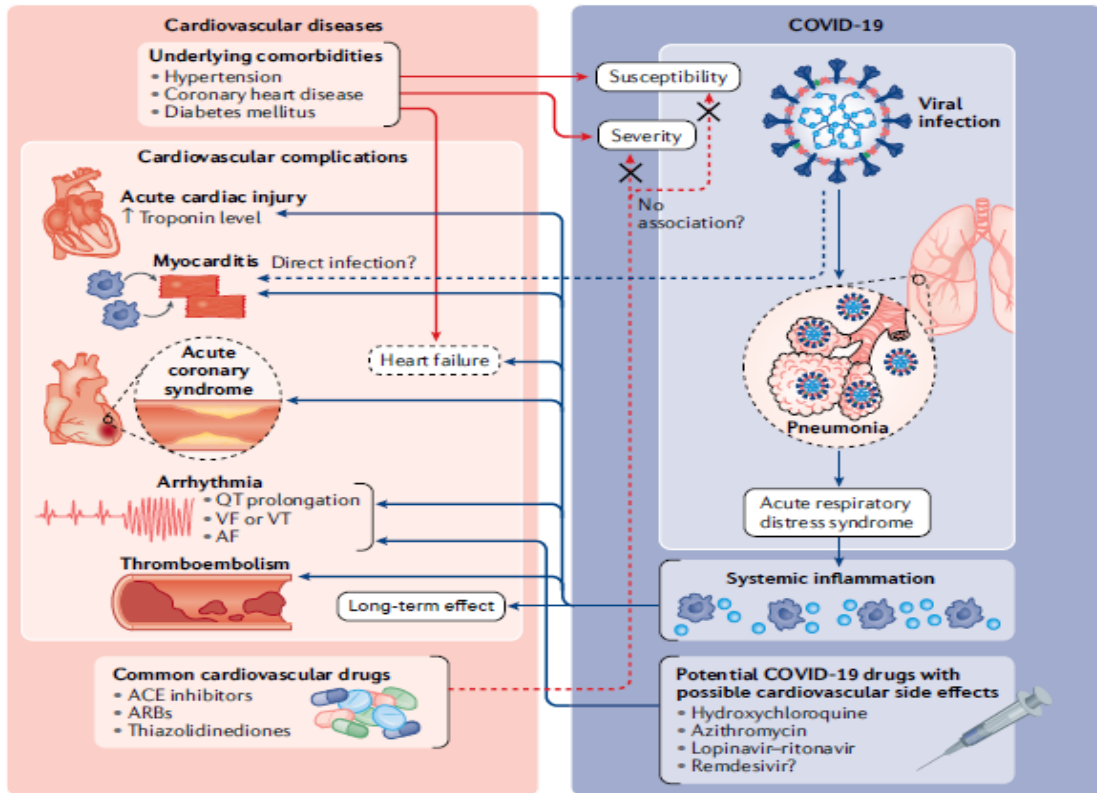 Cardiovascular diseases
Underlying comorbidities
• Hypertension
• Coronary heart disease
• Diabetes mellitus
Cardiovascular complications
Acute cardiac injury
↑ Troponin level
Myocarditis
Direct infection?
Heart failure
Acute
coronary
syndrome
Arrhythmia
• QT prolongation
• VF or VT
• AF
Thromboembolism
Long-term effect
Common cardiovascular drugs
• ACE inhibitors
• ARBs
• Thiazolidinediones
COVID-19
Susceptibility
Severity
No
association?
Viral
infection
Pneumonia
Acute respiratory
distress syndrome
Systemic inflammation
Potential COVID-19 drugs with
possible cardiovascular side effects
• Hydroxychloroquine
• Azithromycin
• Lopinavir–ritonavir
• Remdesivir?